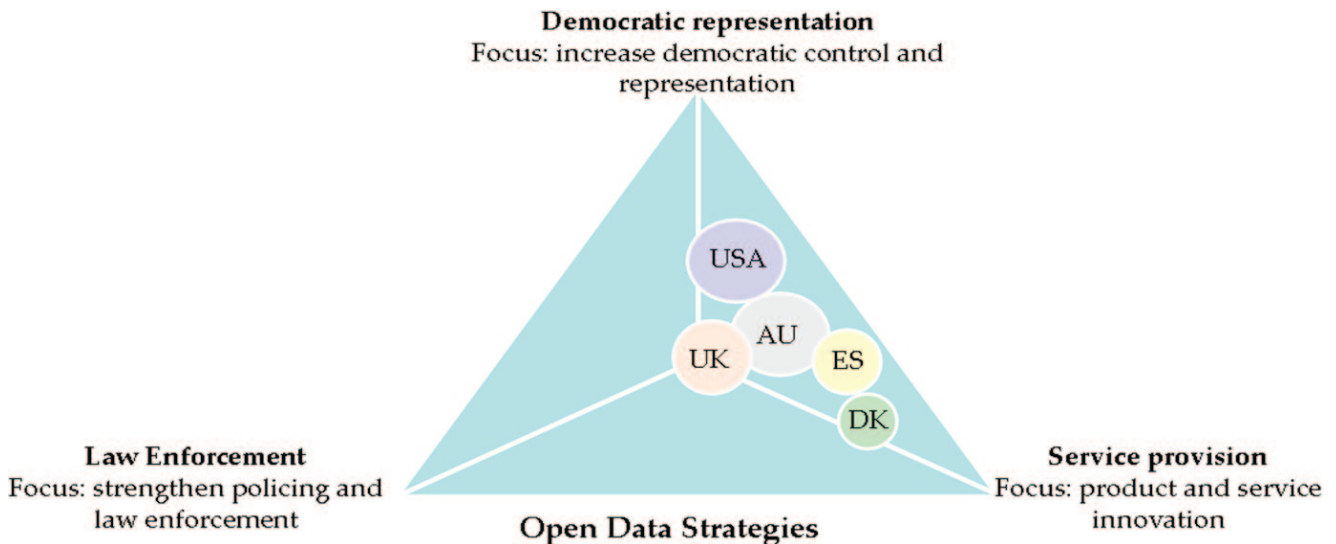 Democratic representation
Focus: increase democratic control and
representation
USA
AU
UK
ES
DK
Law Enforcement
Focus: strengthen policing and
law enforcement
Service provision
Focus: product and service
innovation
Open Data Strategies